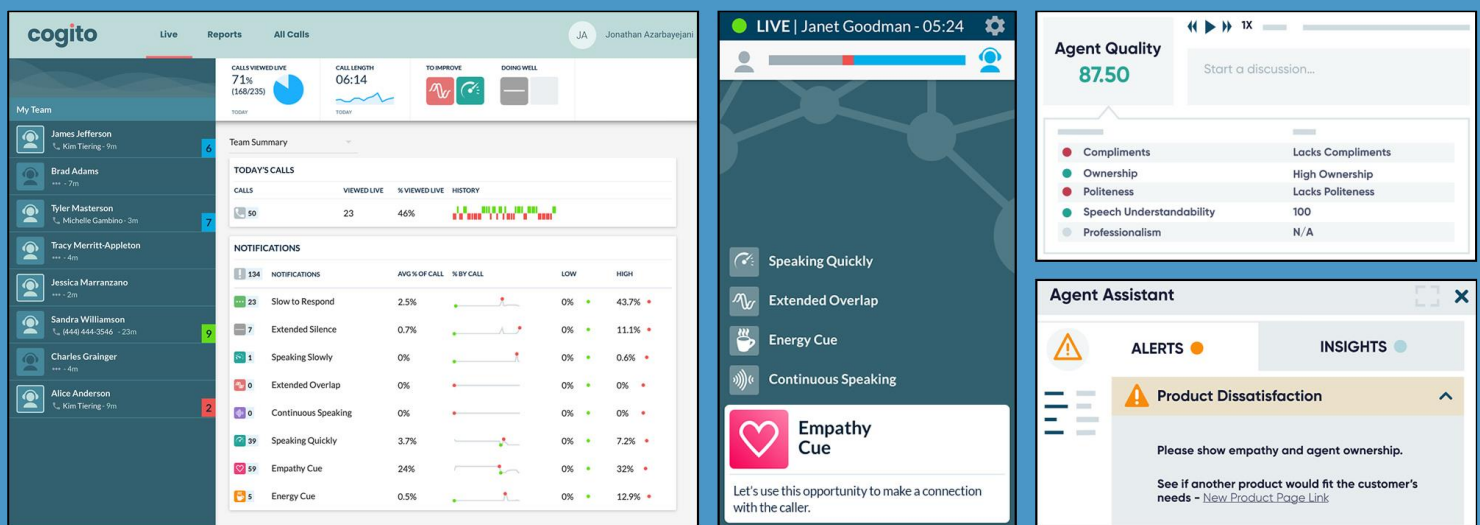 cogito
Live Reports All Calls
JA Jonathan Azarbayejani
My Team
James Jefferson
Kim Tiering - 9m
6
Brad Adams
••• - 7m
Tyler Masterson
Michelle Gambino - 3m
7
Tracy Merritt-Appleton
••• - 4m
Jessica Marranzano
••• - 2m
Sandra Williamson
(444) 444-3546 - 23m
9
Charles Grainger
••• - 4m
Alice Anderson
Kim Tiering - 9m
2
CALLS VIEWED LIVE
71%
(168/235)
TODAY
CALL LENGTH
06:14
TODAY
TO IMPROVE
DOING WELL
Team Summary
TODAY'S CALLS
CALLS VIEWED LIVE % VIEWED LIVE HISTORY
50 23 46%
NOTIFICATIONS
134 NOTIFICATIONS AVG % OF CALL % BY CALL LOW HIGH
23 Slow to Respond 2.5% 0% 43.7%
7 Extended Silence 0.7% 0% 11.1%
1 Speaking Slowly 0% 0% 0.6%
0 Extended Overlap 0% 0% 0%
0 Continuous Speaking 0% 0% 0%
39 Speaking Quickly 3.7% 0% 7.2%
59 Empathy Cue 24% 0% 32%
5 Energy Cue 0.5% 0% 12.9%
LIVE | Janet Goodman - 05:24
Speaking Quickly
Extended Overlap
Energy Cue
Continuous Speaking
Empathy
Cue
Let's use this opportunity to make a connection
with the caller.
Agent Quality
87.50
1X
Start a discussion...
Compliments Lacks Compliments
Ownership High Ownership
Politeness Lacks Politeness
Speech Understandability 100
Professionalism N/A
Agent Assistant
ALERTS INSIGHTS
Product Dissatisfaction
Please show empathy and agent ownership.
See if another product would fit the customer's
needs - New Product Page Link